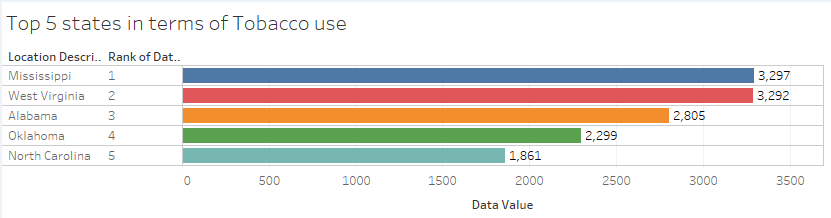 Top 5 states in terms of Tobacco use
Location Descri.. Rank of Dat..
Mississippi 1 3,297
West Virginia 2 3,292
Alabama 3 2,805
Oklahoma 4 2,299
North Carolina 5 1,861
0 500 1000 1500 2000 2500 3000 3500
Data Value